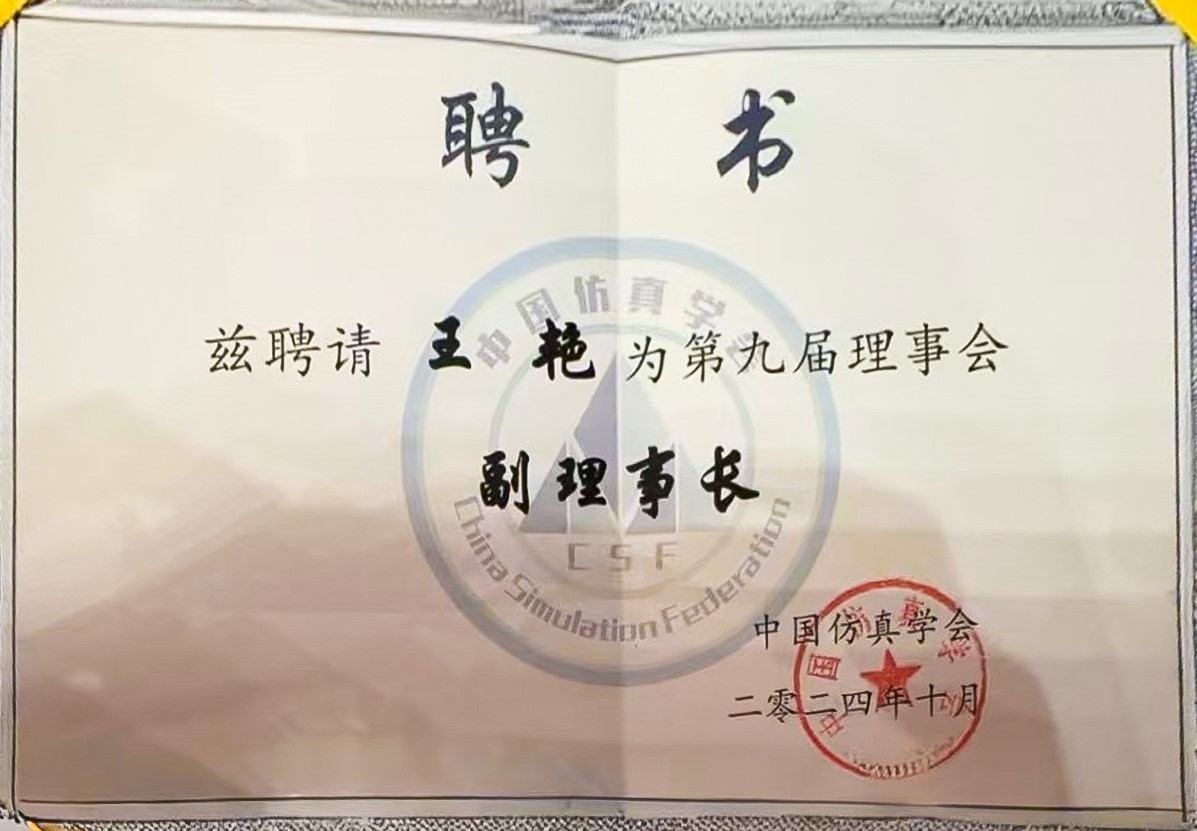 聘 书
中国仿真学
兹聘请 王 艳 为第九届理事会
副理事长
CSF
China Simulation Federation
中国仿真学会
二零二四年十月